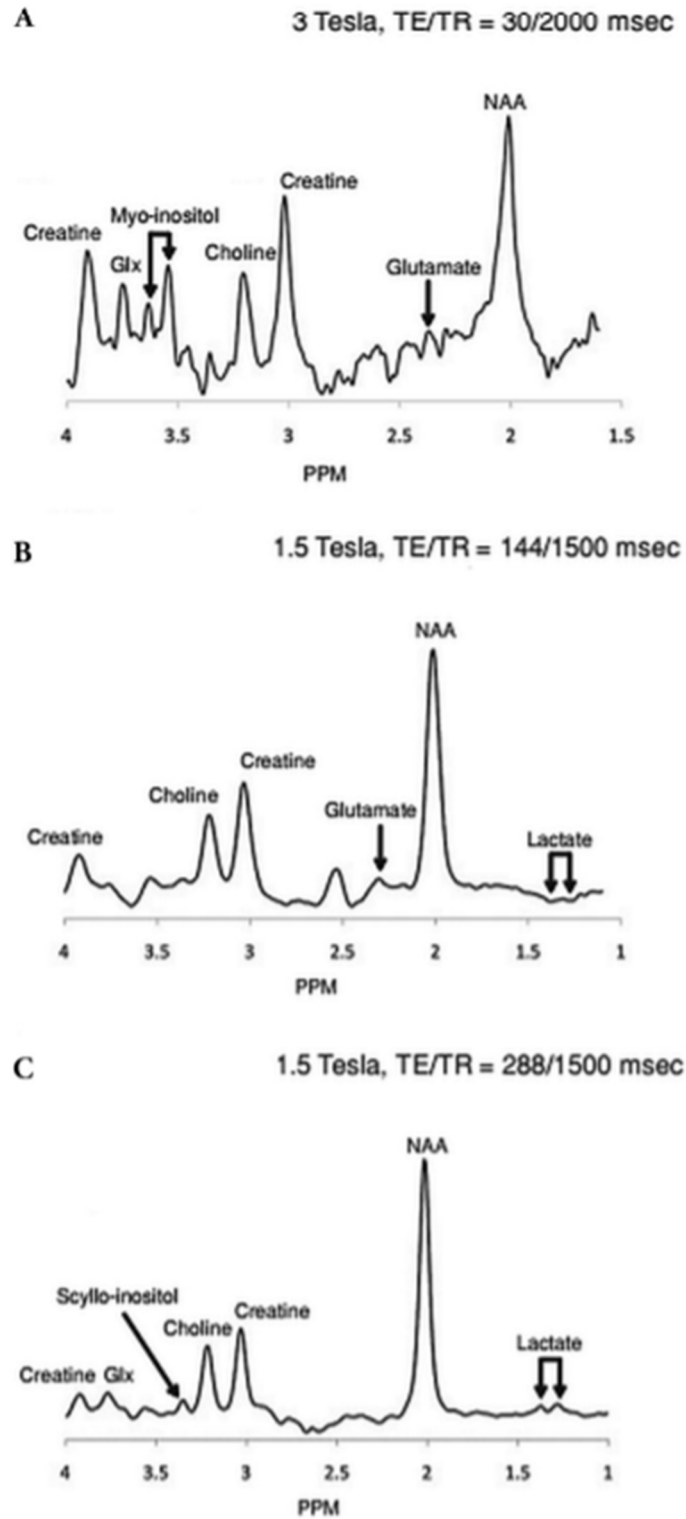 A
3 Tesla, TE/TR = 30/2000 msec
NAA
Creatine
Myo-inositol
Creatine
Choline
Glx
Glutamate
4 3.5 3 2.5 2 1.5
PPM
B
1.5 Tesla, TE/TR = 144/1500 msec
NAA
Creatine
Choline
Glutamate
Creatine
Lactate
4 3.5 3 2.5 2 1.5 1
PPM
C
1.5 Tesla, TE/TR = 288/1500 msec
NAA
Scyllo-inositol
Creatine
Choline
Lactate
Creatine Glx
4 3.5 3 2.5 2 1.5 1
PPM